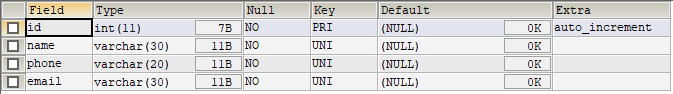 Field Type Null Key Default Extra
id int(11) 7B NO PRI (NULL) 0K auto_increment
name varchar(30) 11B NO UNI (NULL) 0K
phone varchar(20) 11B NO UNI (NULL) 0K
email varchar(30) 11B NO UNI (NULL) 0K